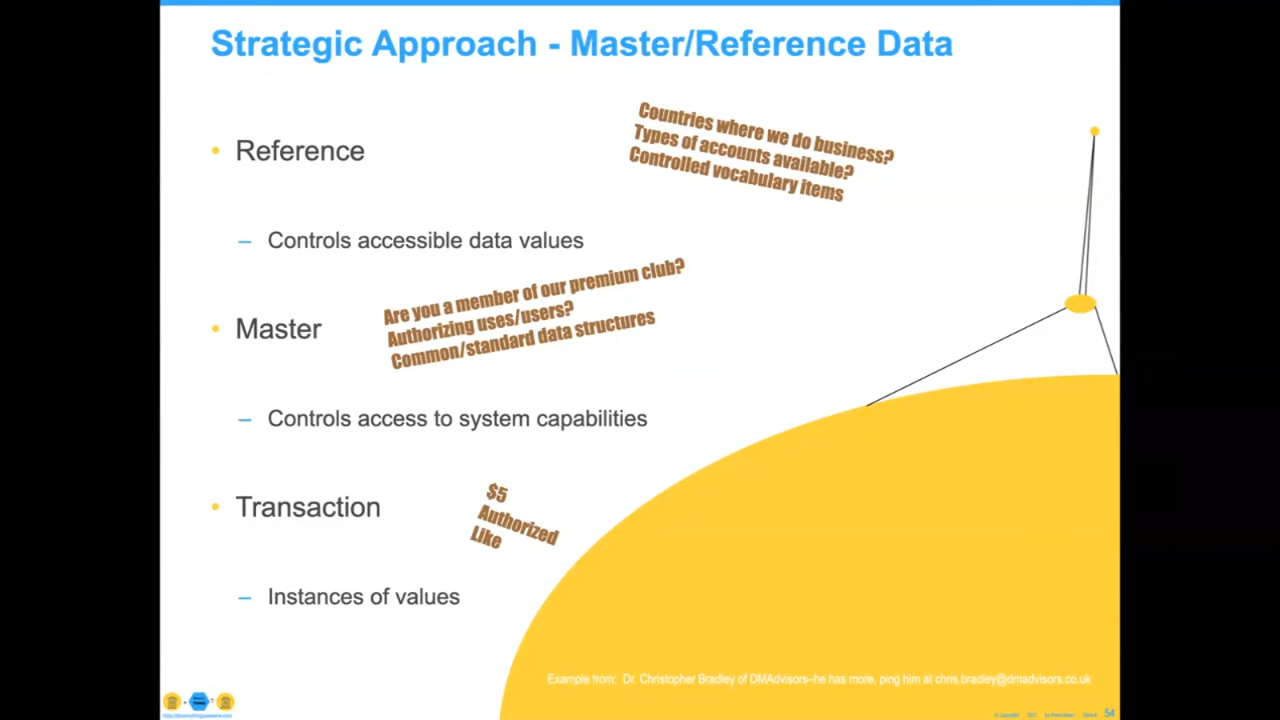 Strategic Approach - Master/Reference Data
• Reference
Countries where we do business?
Types of accounts available?
Controlled vocabulary items
– Controls accessible data values
• Master
Are you a member of our premium club?
Authorizing uses/users?
Common/standard data structures
– Controls access to system capabilities
• Transaction
$5
Authorized
Like
– Instances of values
Example from: Dr. Christopher Bradley of DMAdvisors–he has more, ping him at chris.bradley@dmadvisors.co.uk
54